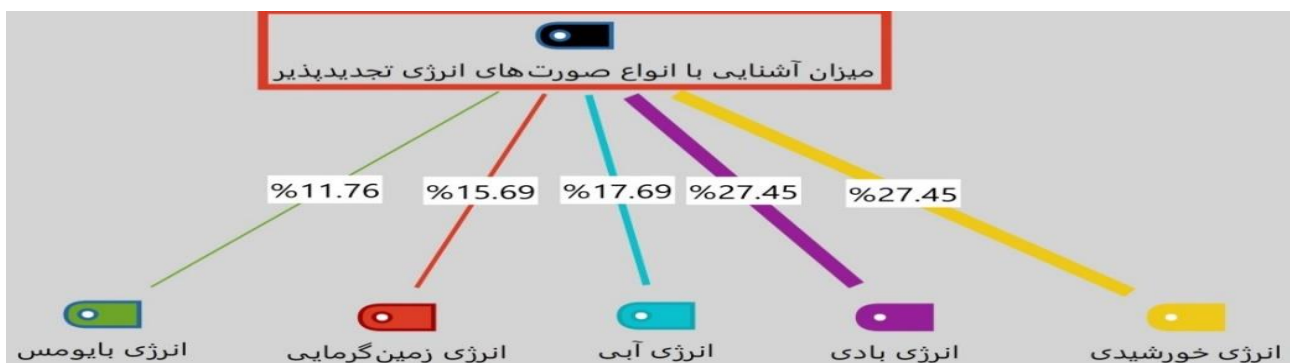 میزان آشنایی با انواع صورت‌های انرژی تجدیدپذیر
%27.45
%27.45
%17.69
%15.69
%11.76
انرژی خورشیدی
انرژی بادی
انرژی آبی
انرژی زمین‌گرمایی
انرژی بایومس